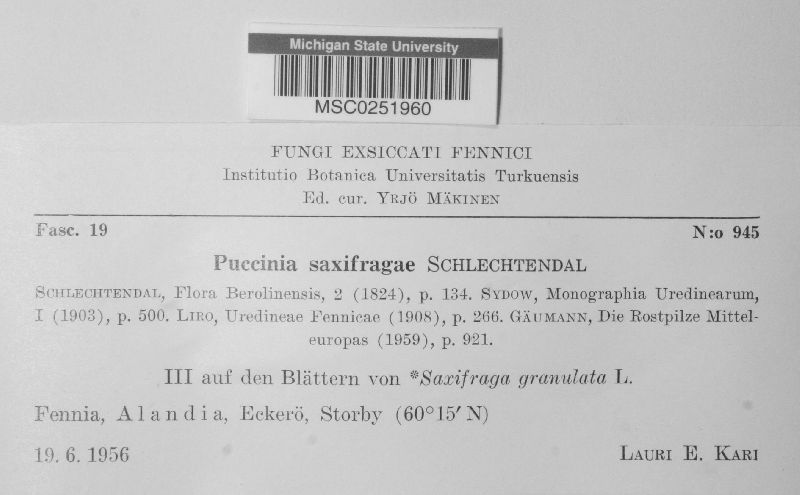 Michigan State University
MSC0251960
FUNGI EXSICCATI FENNICI
Institutio Botanica Universitatis Turkuensis
Ed. cur. YRJÖ MÄKINEN
Fasc. 19 N:o 945
Puccinia saxifragae SCHLECHTENDAL
SCHLECHTENDAL, Flora Berolinensis, 2 (1824), p. 134. SYDOW, Monographia Uredinearum,
I (1903), p. 500. LIRO, Uredineae Fennicae (1908), p. 266. GÄUMANN, Die Rostpilze Mittel-
europas (1959), p. 921.
III auf den Blättern von *Saxifraga granulata L.
Fennia, Alandia, Eckerö, Storby (60°15′ N)
19. 6. 1956 LAURI E. KARI